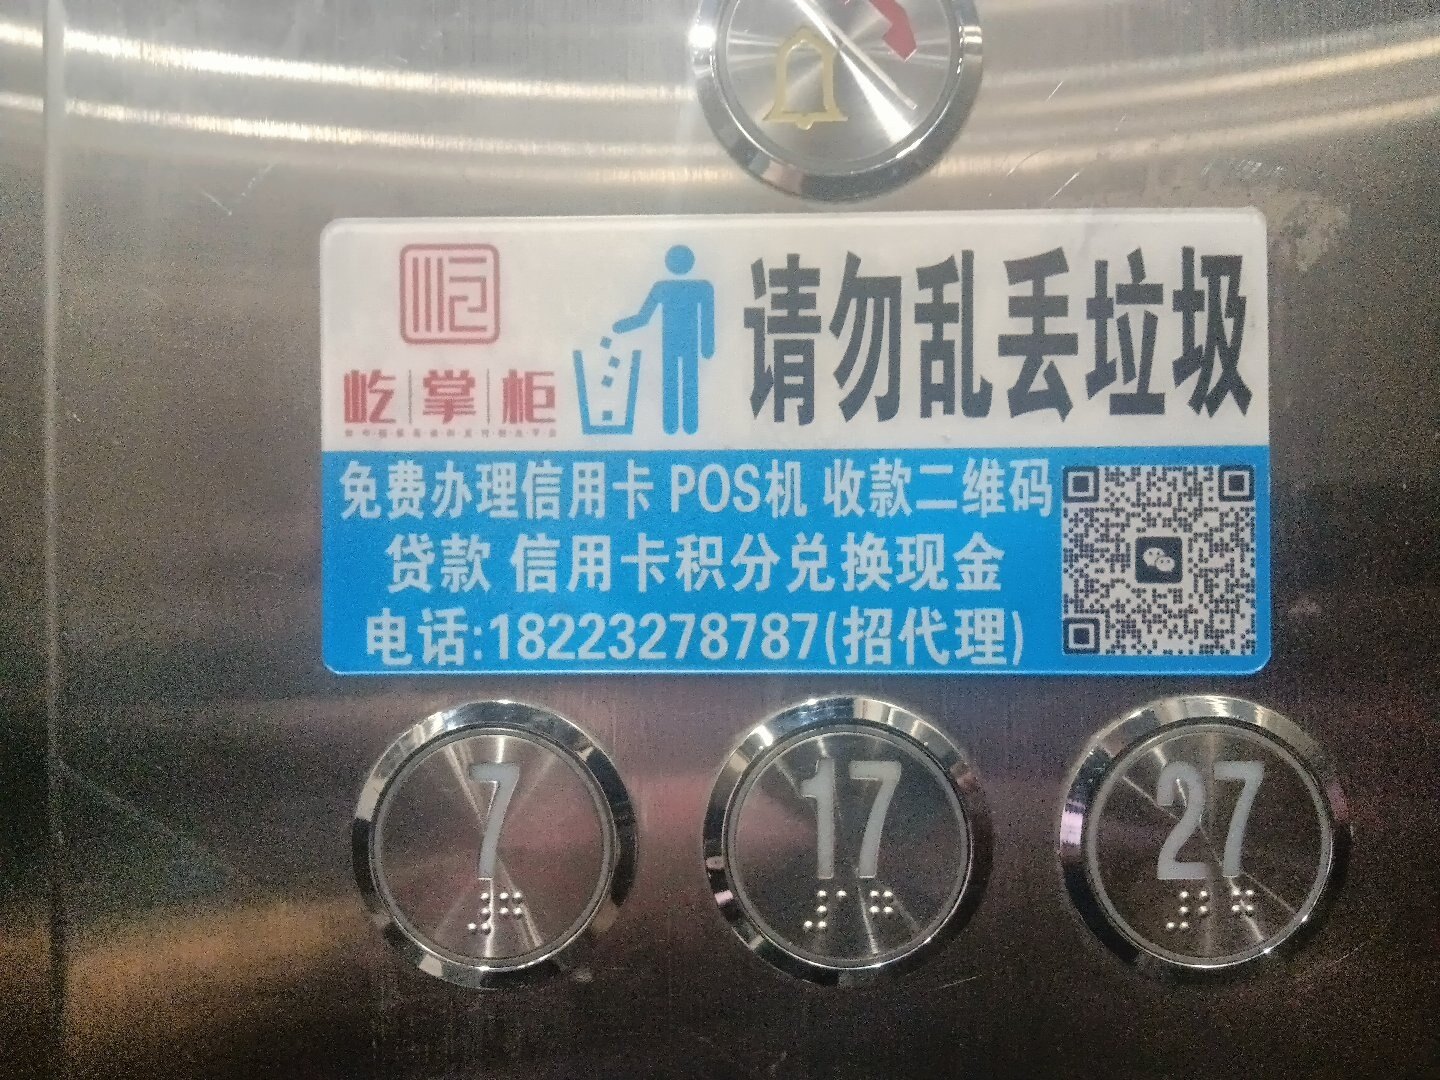 请勿乱丢垃圾
屹掌柜
免费办理信用卡 POS机 收款二维码
贷款 信用卡积分兑换现金
电话:18223278787(招代理)
7
17
27